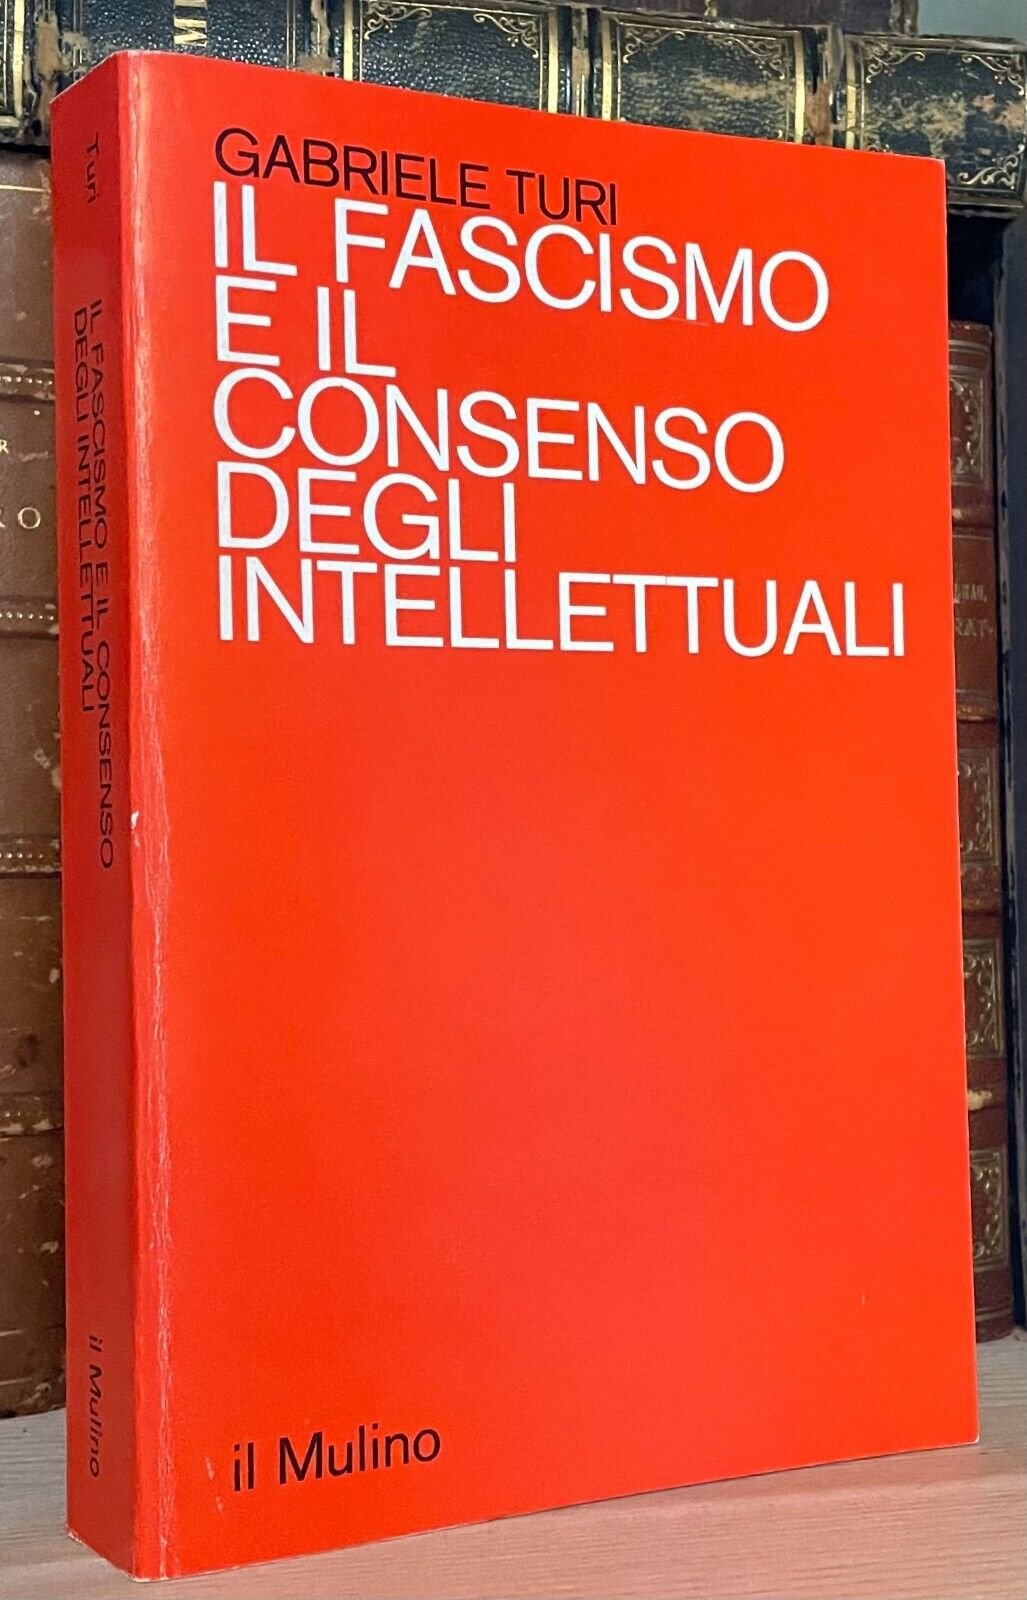 GABRIELE TURI
IL FASCISMO
E IL
CONSENSO
DEGLI
INTELLETTUALI
il Mulino
Turi
IL FASCISMO E IL CONSENSO
DEGLI INTELLETTUALI
il Mulino